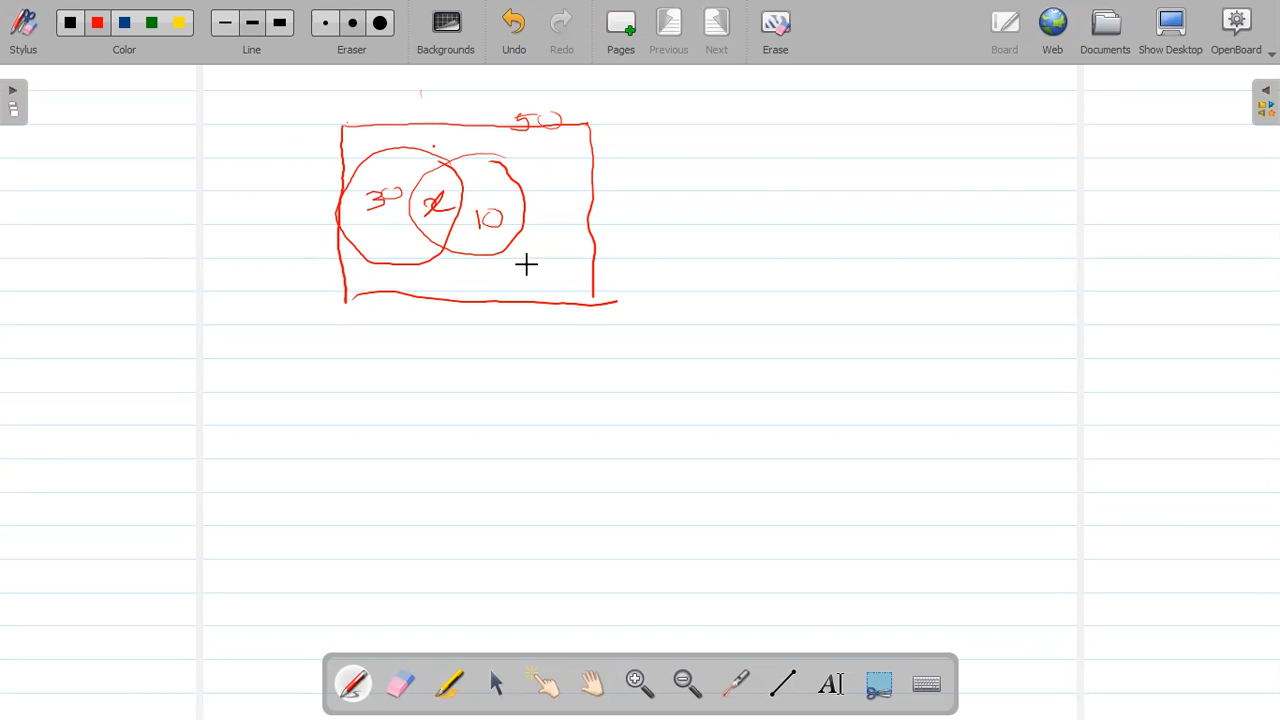 Stylus
Color
Line
Eraser
Backgrounds
Undo
Redo
Pages
Previous
Next
Erase
Board
Web
Documents
Show Desktop
OpenBoard
50
30 x 10